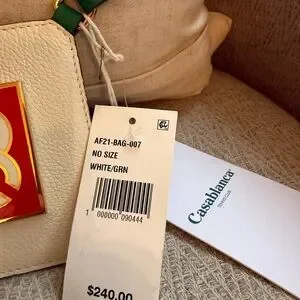 AF21-BAG-007
NO SIZE
WHITE/GRN
1 000000 090444
$240.00
Casablanca